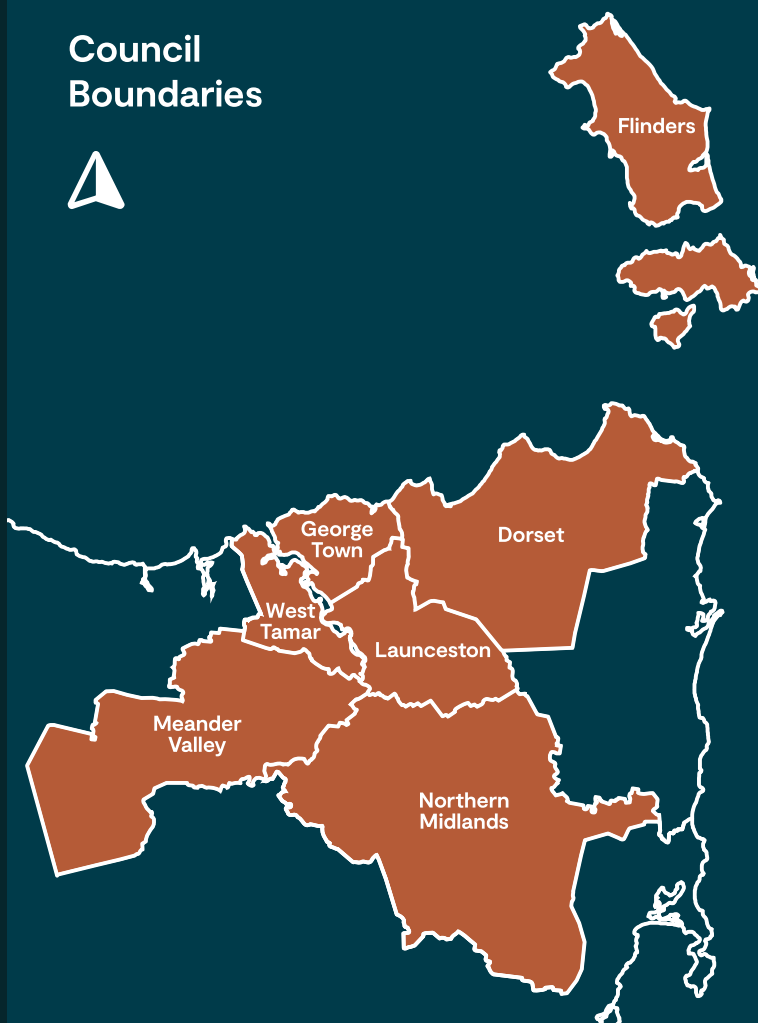 Council
Boundaries
Flinders
George
Town
Dorset
West
Tamar
Launceston
Meander
Valley
Northern
Midlands